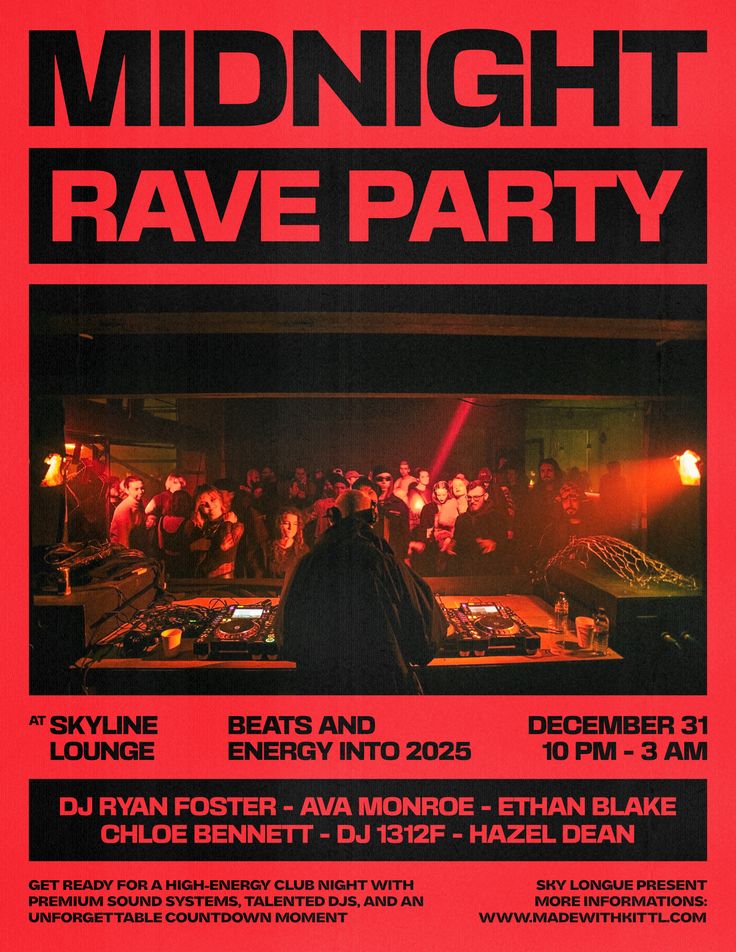 MIDNIGHT
RAVE PARTY
AT SKYLINE
LOUNGE
BEATS AND
ENERGY INTO 2025
DECEMBER 31
10 PM - 3 AM
DJ RYAN FOSTER - AVA MONROE - ETHAN BLAKE
CHLOE BENNETT - DJ 1312F - HAZEL DEAN
GET READY FOR A HIGH-ENERGY CLUB NIGHT WITH
PREMIUM SOUND SYSTEMS, TALENTED DJS, AND AN
UNFORGETTABLE COUNTDOWN MOMENT
SKY LONGUE PRESENT
MORE INFORMATIONS:
WWW.MADEWITHKITTL.COM